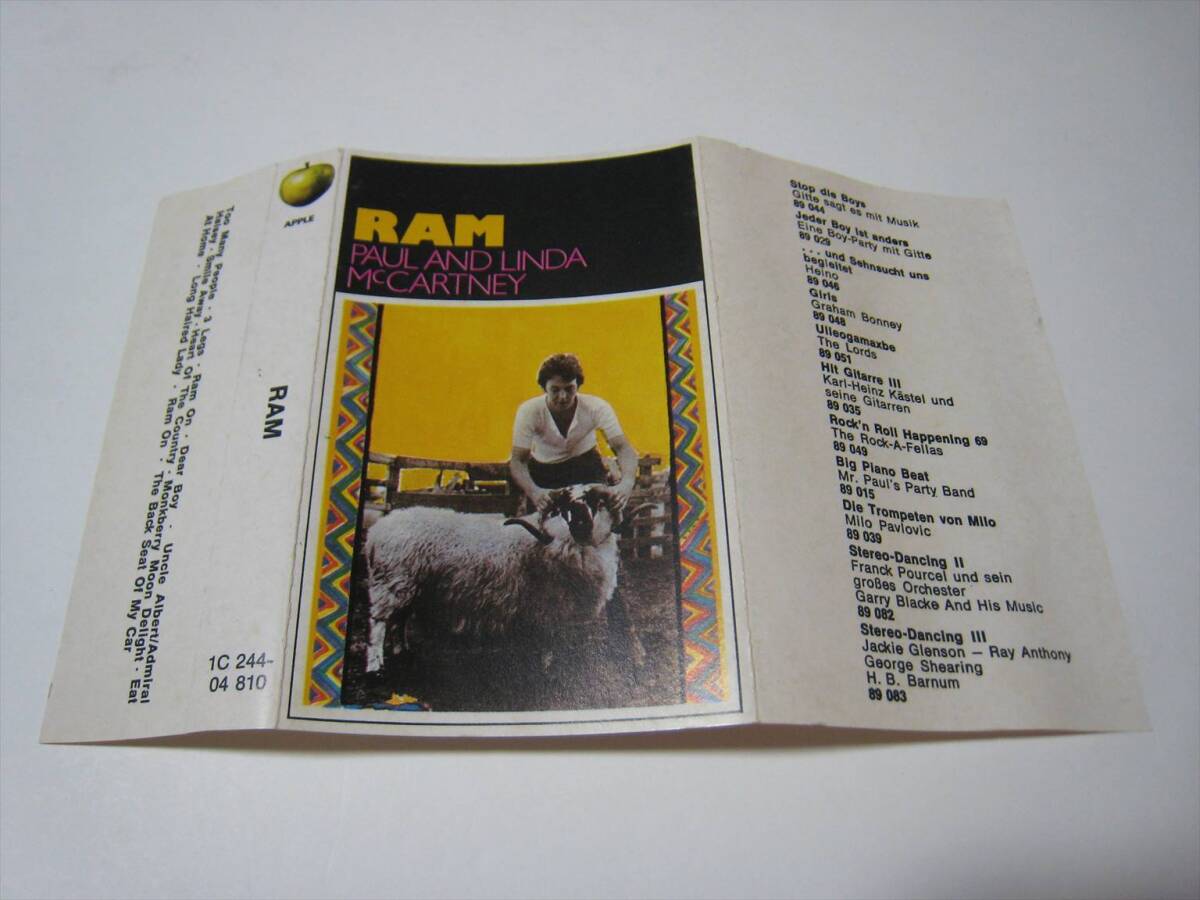 Too Many People · 3 Legs · Ram On · Dear Boy · Uncle Albert/Admiral
Halsey · Smile Away · Heart Of The Country · Monkberry Moon Delight · Eat
At Home · Long Haired Lady · Ram On · The Back Seat Of My Car
APPLE
RAM
1C 244-
04 810
RAM
PAUL AND LINDA
McCARTNEY
Stop die Boys
Gitte sagt es mit Musik
89 044
Jeder Boy ist anders
Eine Boy-Party mit Gitte
89 029
... und Sehnsucht uns
begleitet
Heino
89 046
Girls
Graham Bonney
89 048
Ulleogamaxbe
The Lords
89 051
Hit Gitarre III
Karl-Heinz Kästel und
seine Gitarren
89 035
Rock'n Roll Happening 69
The Rock-A-Fellas
89 049
Big Piano Beat
Mr. Paul's Party Band
89 015
Die Trompeten von Milo
Milo Pavlovic
89 039
Stereo-Dancing II
Franck Pourcel und sein
großes Orchester
Garry Blacke And His Music
89 082
Stereo-Dancing III
Jackie Glenson – Ray Anthony
George Shearing
H. B. Barnum
89 083